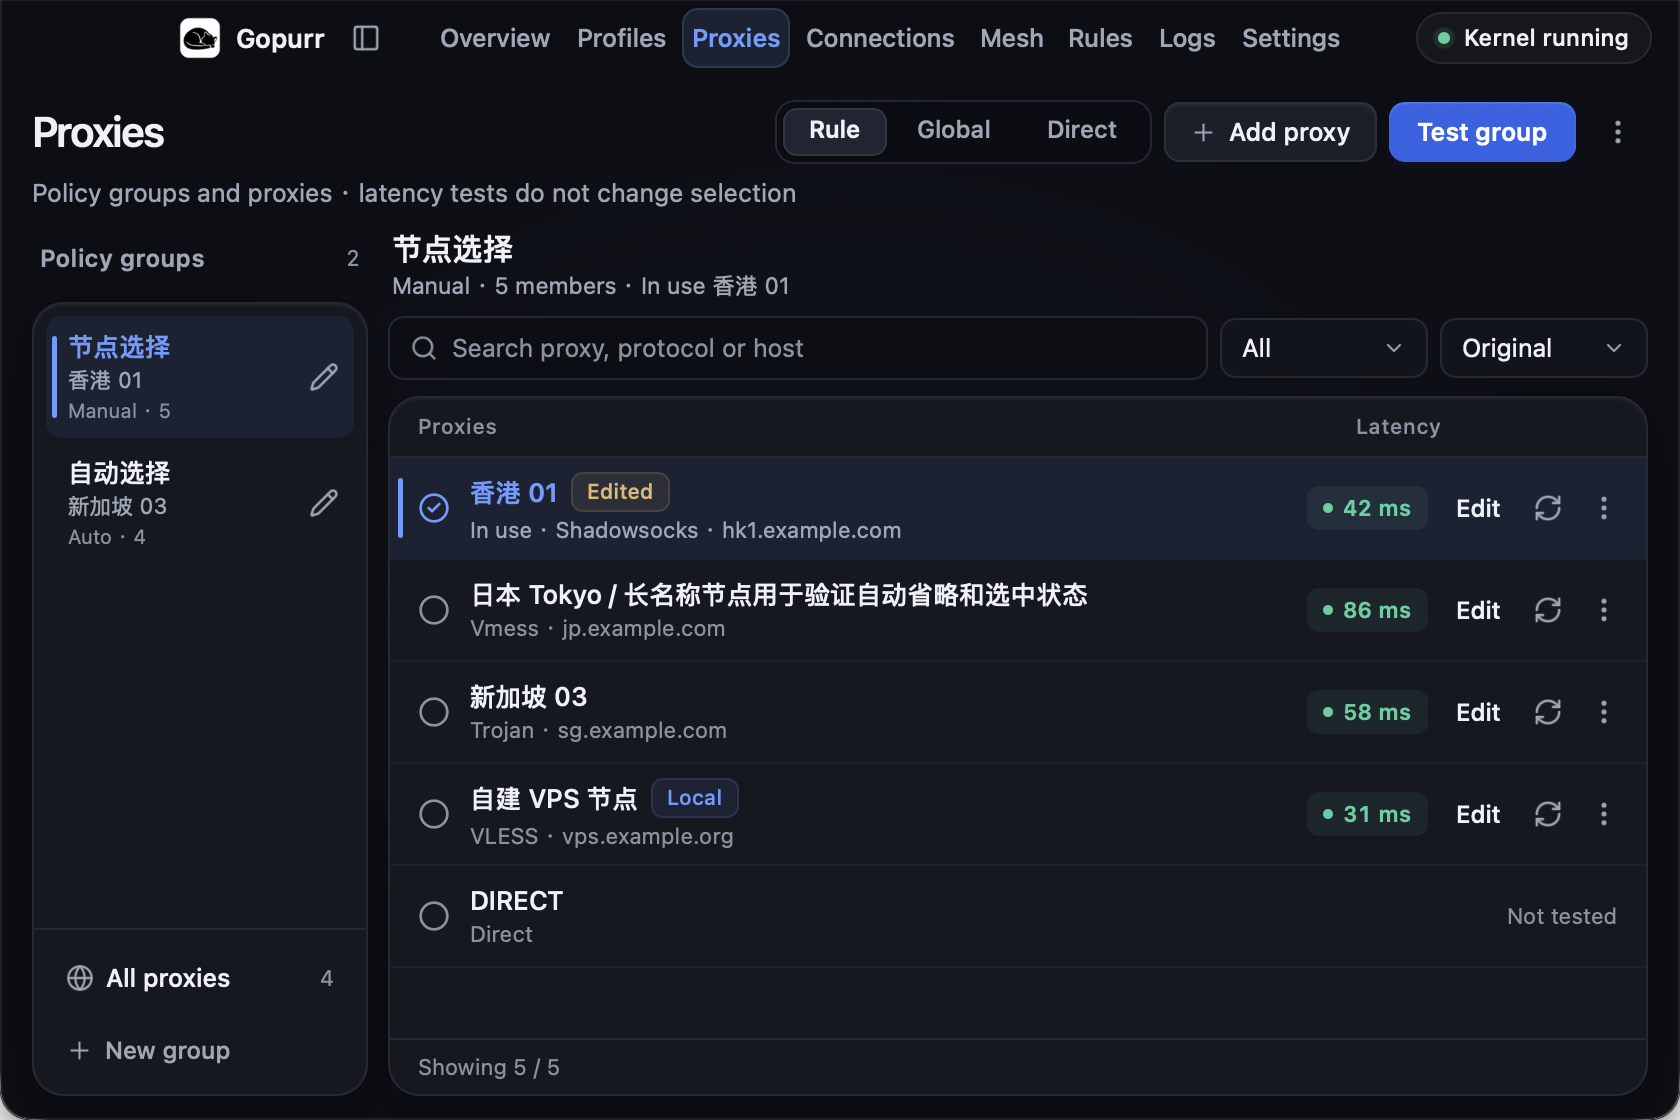 Gopurr
Overview
Profiles
Proxies
Connections
Mesh
Rules
Logs
Settings
Kernel running
Proxies
Rule
Global
Direct
Add proxy
Test group
Policy groups and proxies · latency tests do not change selection
Policy groups 2
节点选择
香港 01
Manual · 5
自动选择
新加坡 03
Auto · 4
All proxies 4
New group
节点选择
Manual · 5 members · In use 香港 01
Search proxy, protocol or host
All
Original
Proxies
Latency
香港 01 Edited
In use · Shadowsocks · hk1.example.com
42 ms
Edit
日本 Tokyo / 长名称节点用于验证自动省略和选中状态
Vmess · jp.example.com
86 ms
Edit
新加坡 03
Trojan · sg.example.com
58 ms
Edit
自建 VPS 节点 Local
VLESS · vps.example.org
31 ms
Edit
DIRECT
Direct
Not tested
Showing 5 / 5